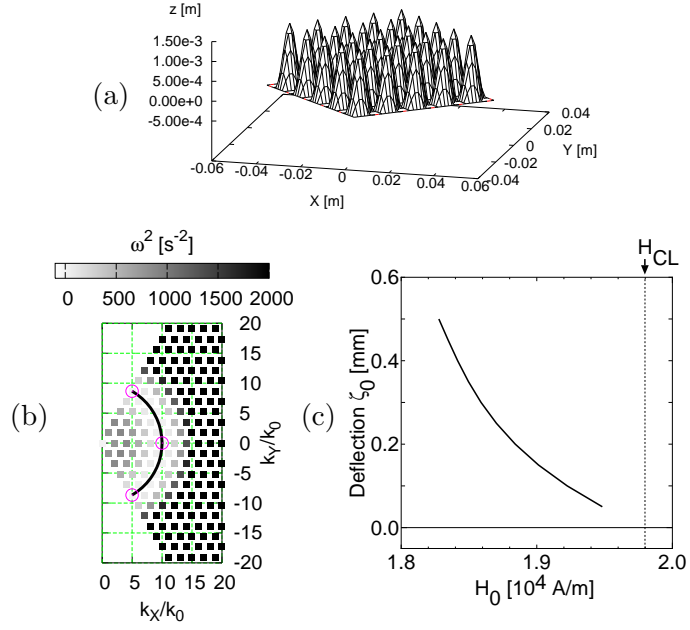 z [m]
1.50e-3
1.00e-3
5.00e-4
0.00e+0
-5.00e-4
(a)
0.04
0.02
0
-0.02
-0.04
Y [m]
-0.06
-0.04
-0.02
0
0.02
0.04
0.06
X [m]
ω² [s⁻²]
0 500 1000 1500 2000
(b)
20
15
10
5
0
-5
-10
-15
-20
k_Y/k_0
0 5 10 15 20
k_X/k_0
(c)
H_CL
0.6
0.4
0.2
0.0
Deflection ζ_0 [mm]
1.8 1.9 2.0
H_0 [10⁴ A/m]